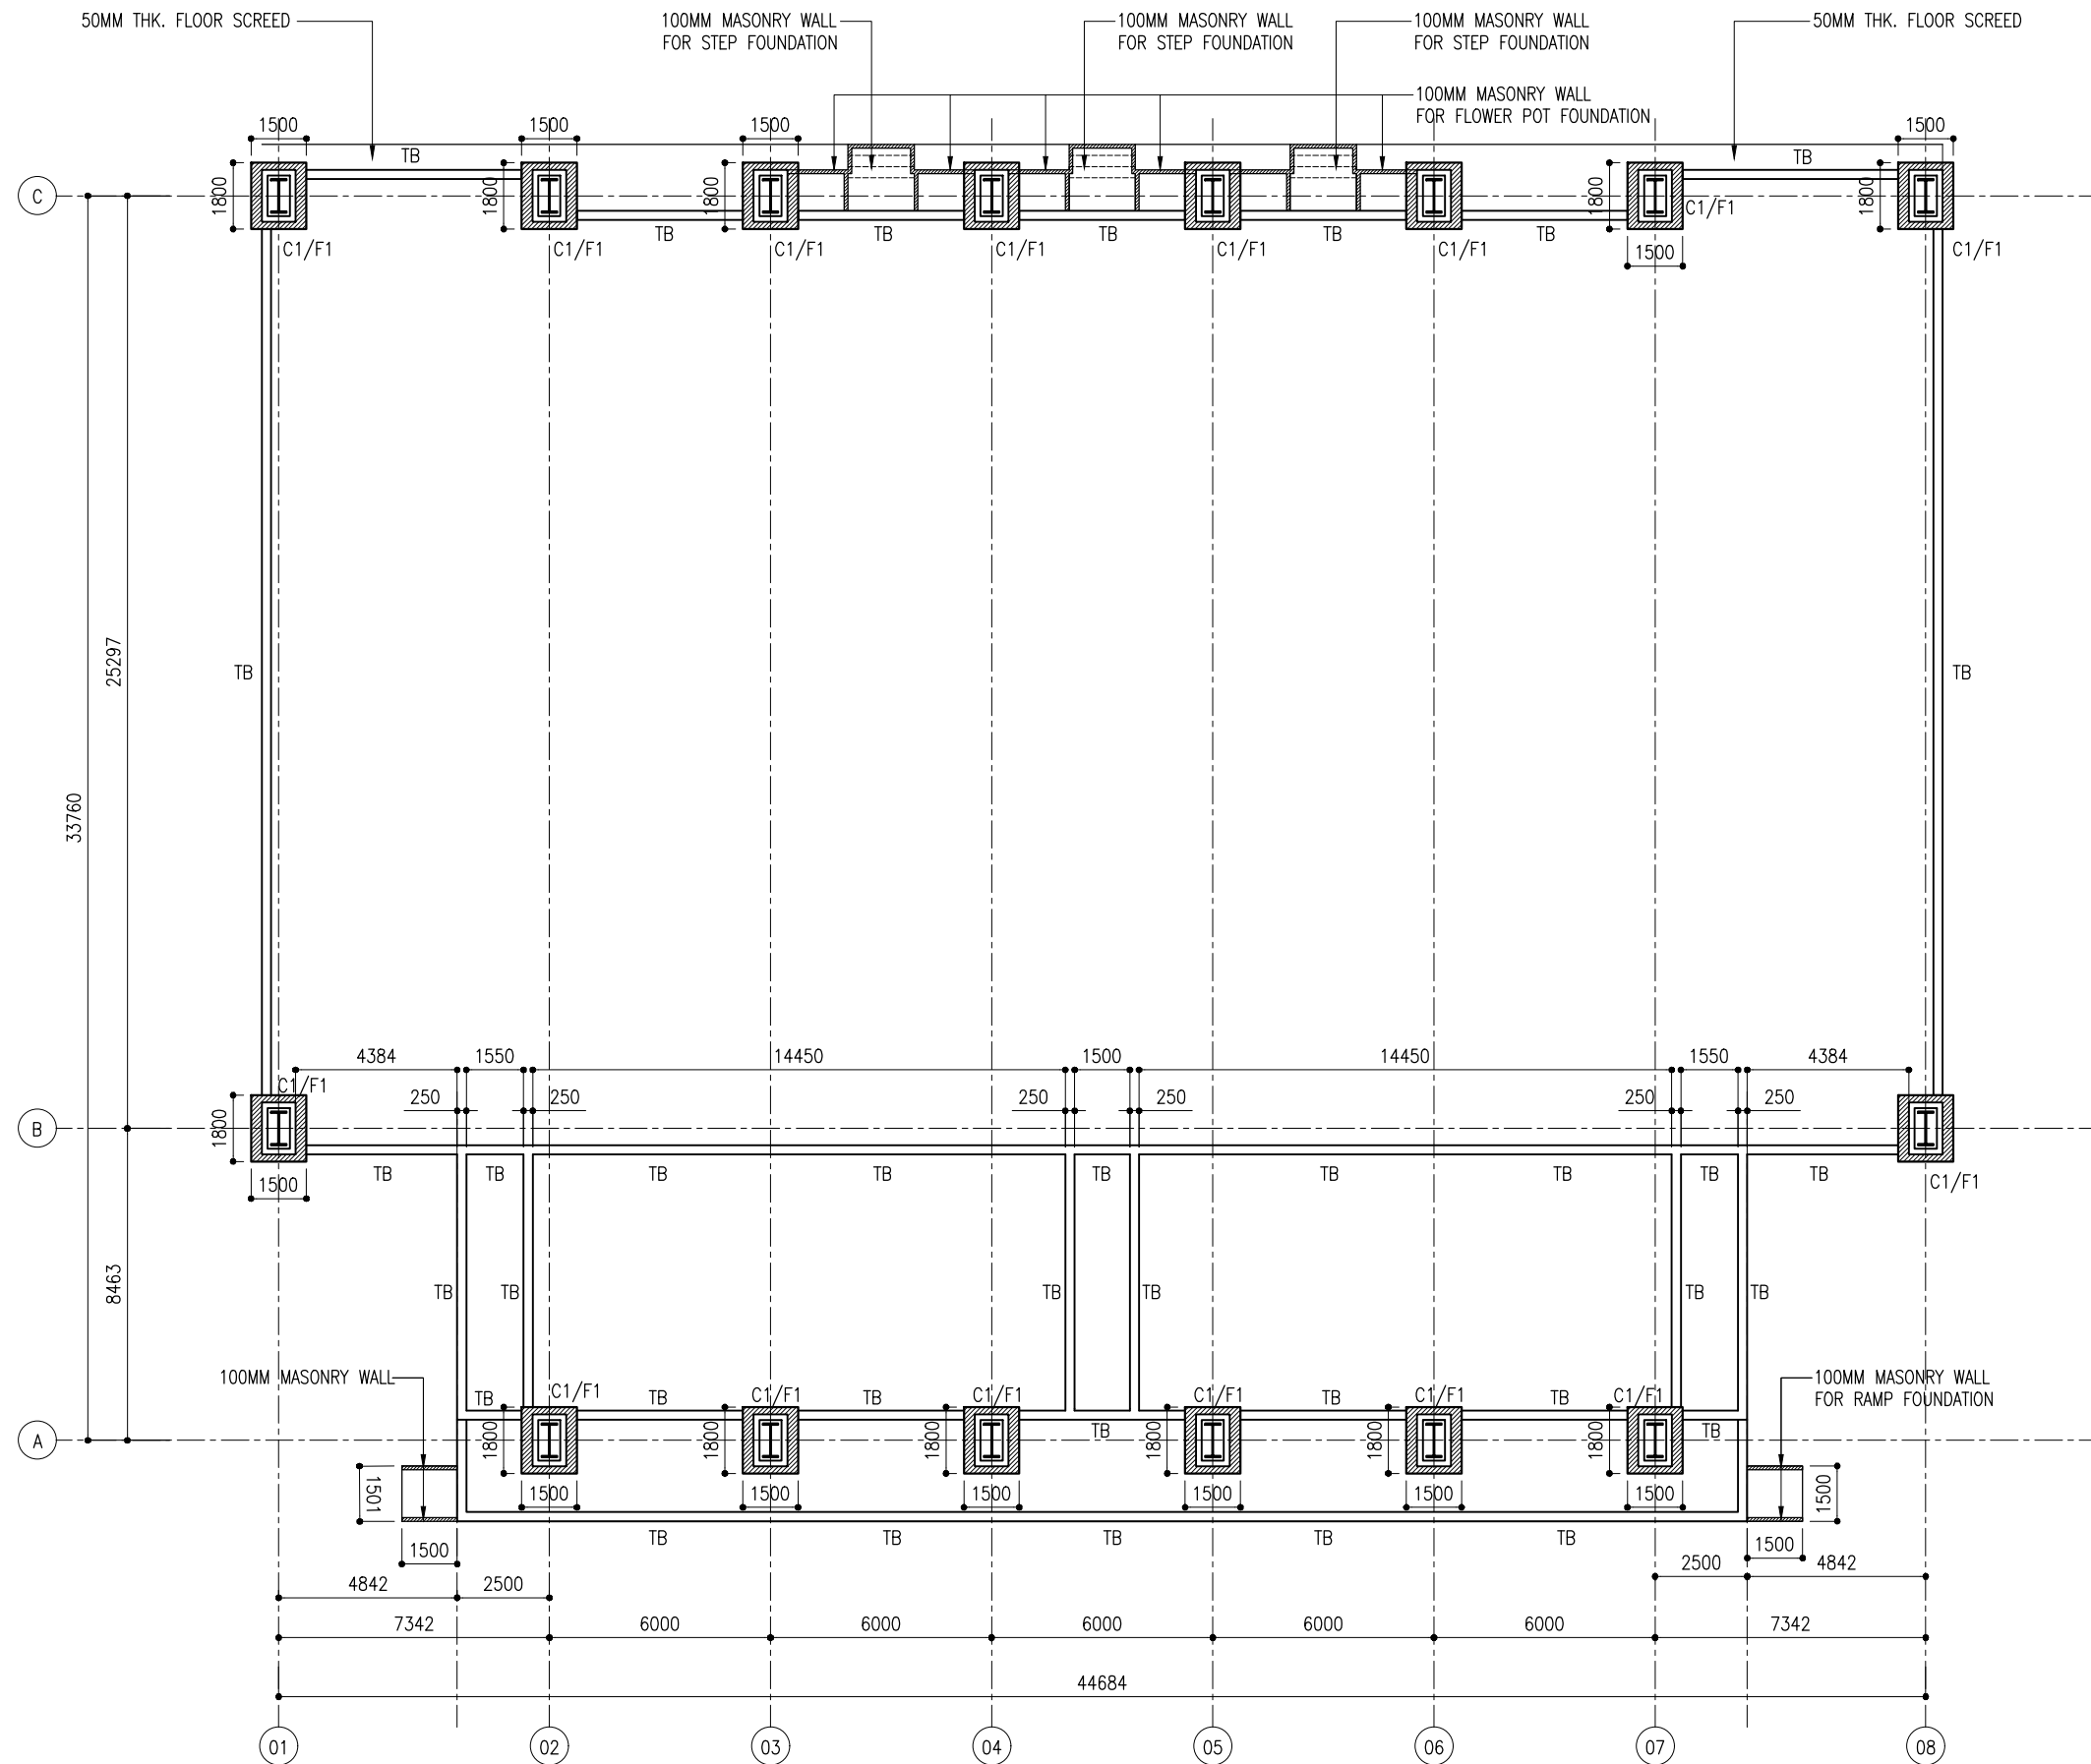 50MM THK. FLOOR SCREED
100MM MASONRY WALL
FOR STEP FOUNDATION
100MM MASONRY WALL
FOR STEP FOUNDATION
100MM MASONRY WALL
FOR STEP FOUNDATION
50MM THK. FLOOR SCREED
100MM MASONRY WALL
FOR FLOWER POT FOUNDATION
1500
1500
1500
1500
TB
TB
C
1800
1800
1800
1800
1800
C1/F1
TB
TB
TB
TB
TB
C1/F1
C1/F1
C1/F1
C1/F1
C1/F1
C1/F1
C1/F1
1500
25297
TB
TB
33760
4384
1550
14450
1500
14450
1550
4384
C1/F1
250
250
250
250
250
250
B
1800
TB
TB
TB
TB
TB
TB
TB
TB
TB
1500
C1/F1
8463
TB
TB
TB
TB
TB
TB
100MM MASONRY WALL
100MM MASONRY WALL
FOR RAMP FOUNDATION
TB
C1/F1
TB
C1/F1
TB
C1/F1
C1/F1
TB
C1/F1
TB
C1/F1
TB
TB
A
1800
1800
1800
1800
1800
1800
1501
1500
1500
1500
1500
1500
1500
1500
TB
TB
TB
TB
TB
1500
1500
4842
2500
2500
4842
7342
6000
6000
6000
6000
6000
7342
44684
01
02
03
04
05
06
07
08